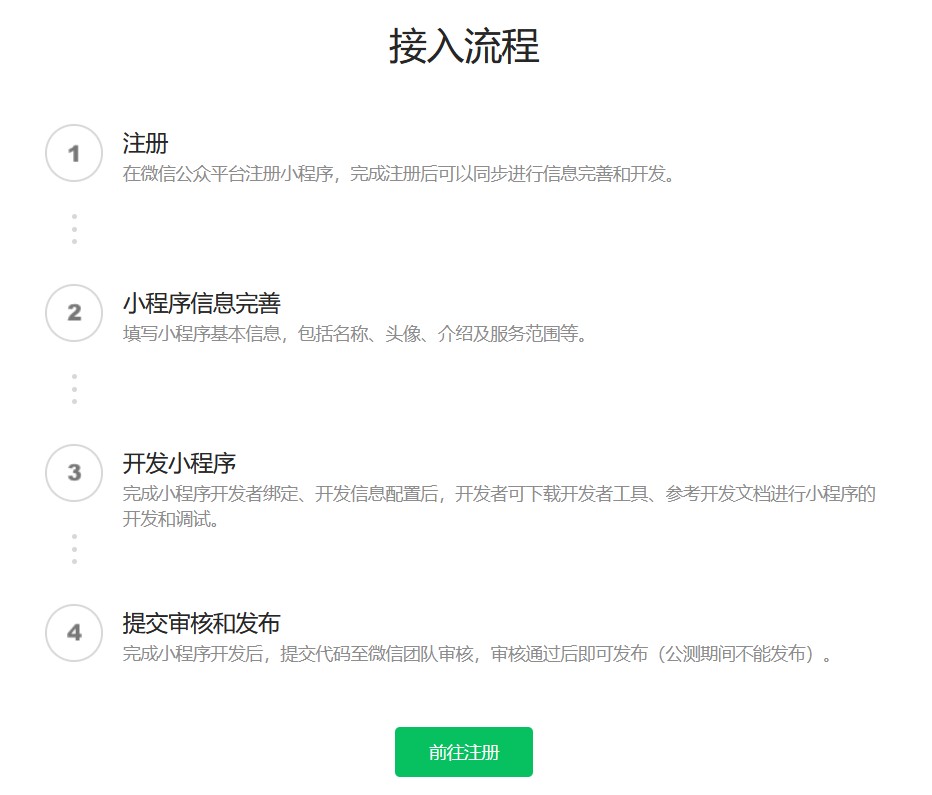 接入流程
1
注册
在微信公众平台注册小程序，完成注册后可以同步进行信息完善和开发。
2
小程序信息完善
填写小程序基本信息，包括名称、头像、介绍及服务范围等。
3
开发小程序
完成小程序开发者绑定、开发信息配置后，开发者可下载开发者工具、参考开发文档进行小程序的
开发和调试。
4
提交审核和发布
完成小程序开发后，提交代码至微信团队审核，审核通过后即可发布（公测期间不能发布）。
前往注册